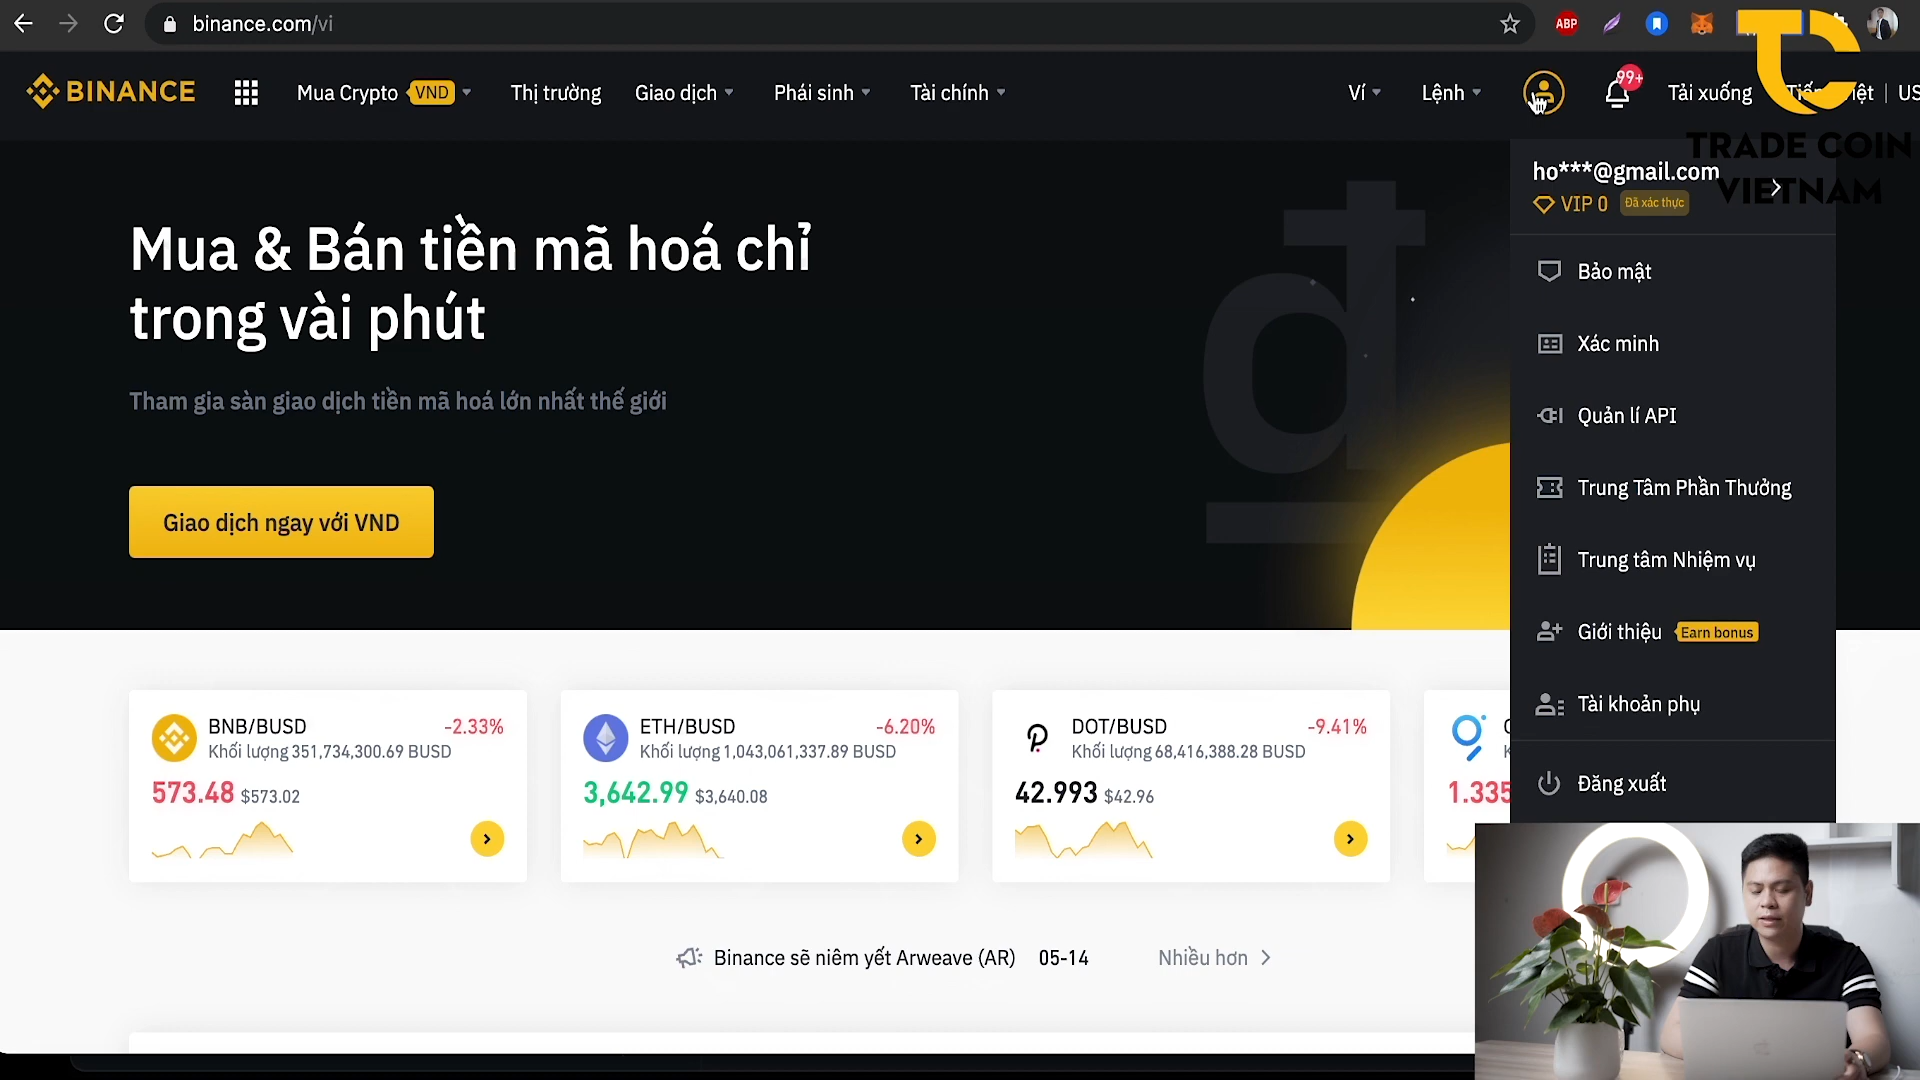 binance.com/vi
ABP
BINANCE
Mua Crypto VND
Thị trường
Giao dịch
Phái sinh
Tài chính
Ví
Lệnh
99+
Tải xuống
TRADE COIN
VIETNAM
ho***@gmail.com
VIP 0 Đã xác thực
Bảo mật
Xác minh
Quản lí API
Trung Tâm Phần Thưởng
Trung tâm Nhiệm vụ
Giới thiệu Earn bonus
Tài khoản phụ
Đăng xuất
Mua & Bán tiền mã hoá chỉ
trong vài phút
Tham gia sàn giao dịch tiền mã hoá lớn nhất thế giới
Giao dịch ngay với VND
BNB/BUSD -2.33%
Khối lượng 351,734,300.69 BUSD
573.48 $573.02
ETH/BUSD -6.20%
Khối lượng 1,043,061,337.89 BUSD
3,642.99 $3,640.08
DOT/BUSD -9.41%
Khối lượng 68,416,388.28 BUSD
42.993 $42.96
1.335
Binance sẽ niêm yết Arweave (AR) 05-14
Nhiều hơn